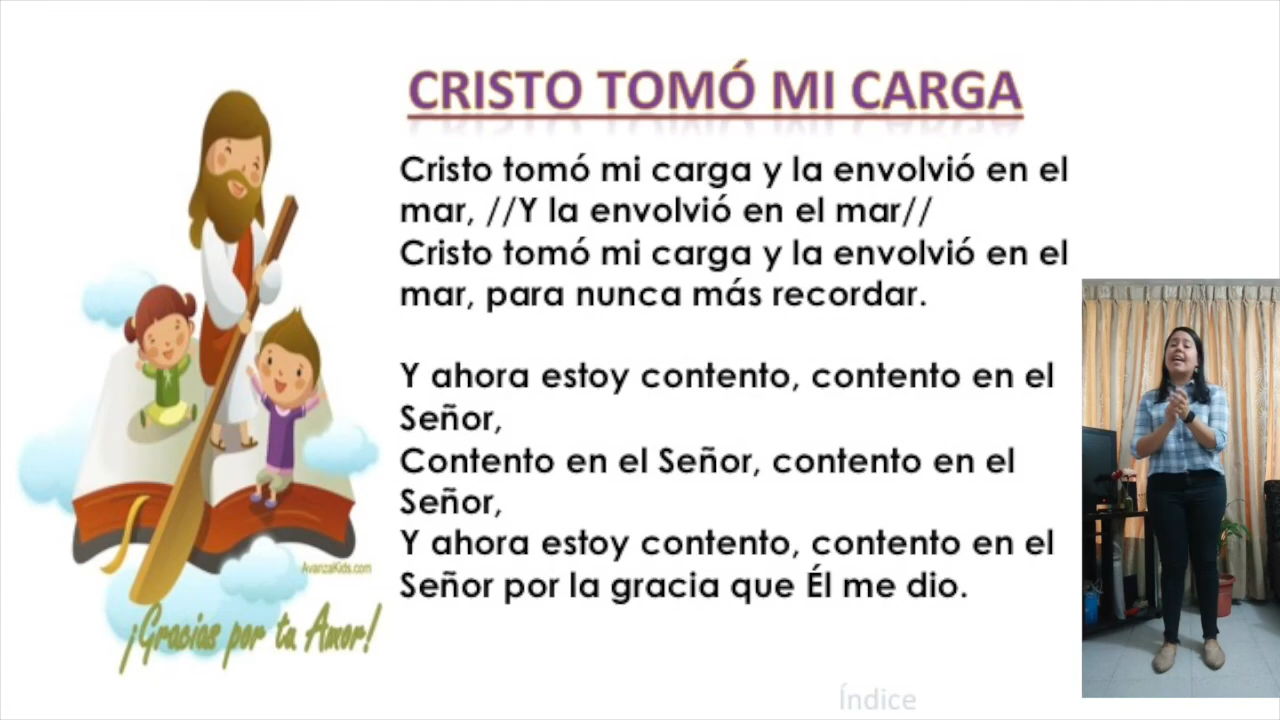 CRISTO TOMÓ MI CARGA
Cristo tomó mi carga y la envolvió en el
mar, //Y la envolvió en el mar//
Cristo tomó mi carga y la envolvió en el
mar, para nunca más recordar.
Y ahora estoy contento, contento en el
Señor,
Contento en el Señor, contento en el
Señor,
Y ahora estoy contento, contento en el
Señor por la gracia que Él me dio.
AvanzaKids.com
¡Gracias por tu Amor!
Índice